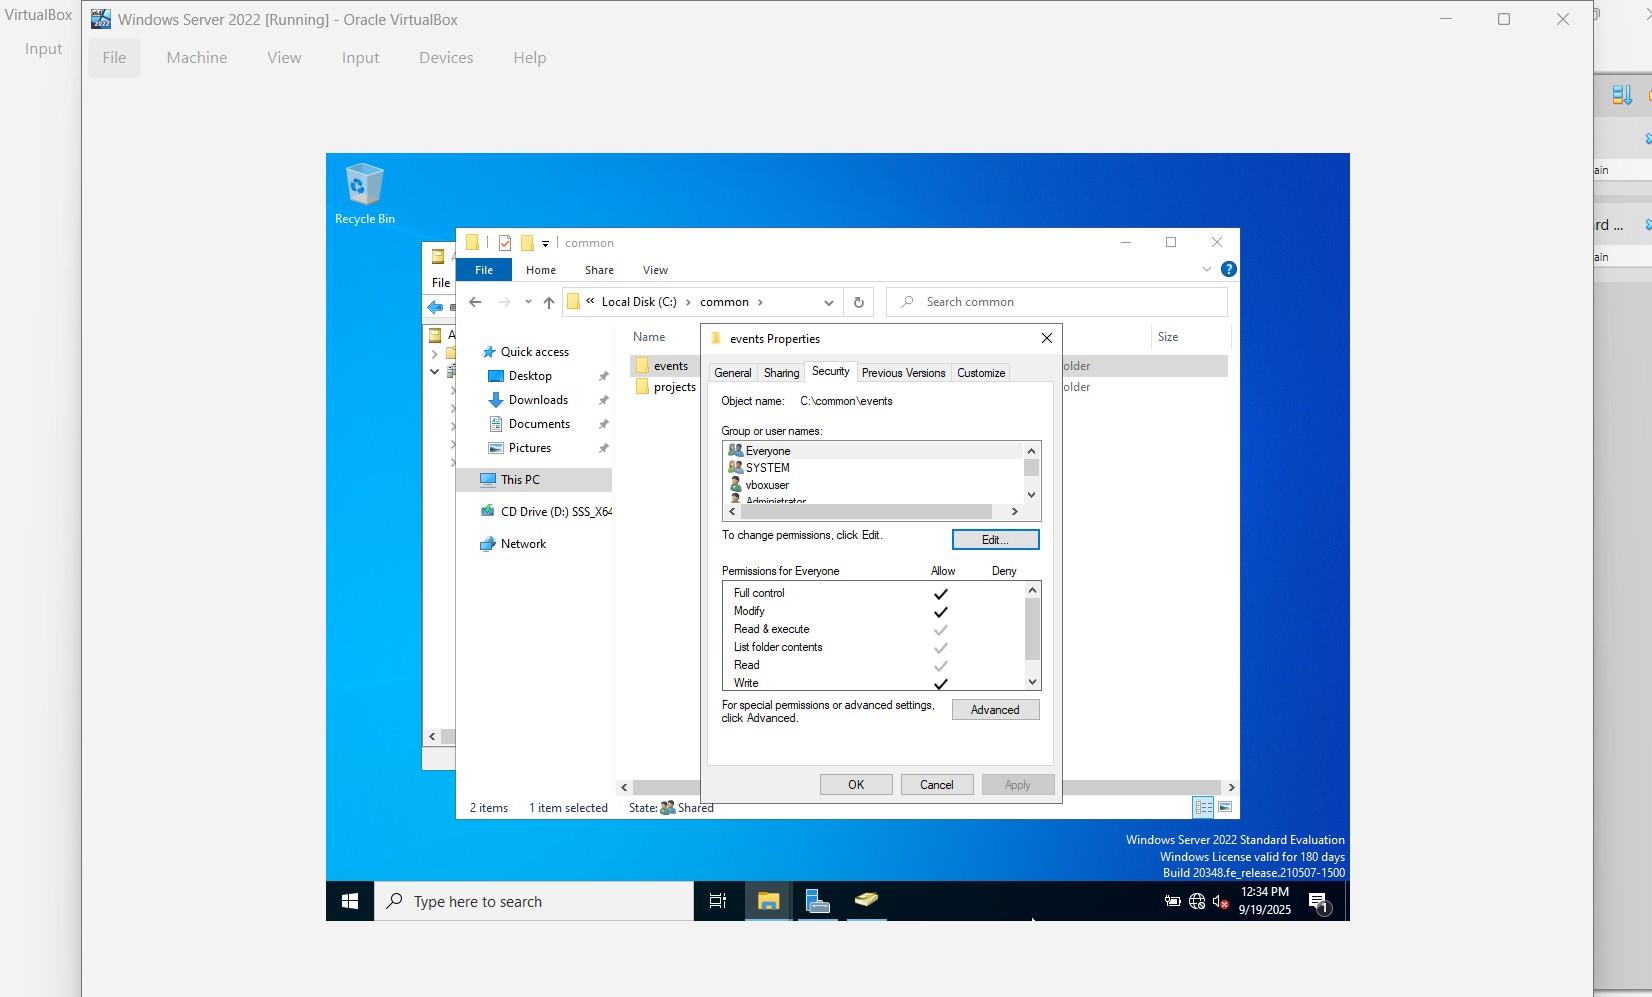 VirtualBox
Input
Windows Server 2022 [Running] - Oracle VirtualBox
File Machine View Input Devices Help
Recycle Bin
common
File Home Share View
File
Local Disk (C:) common
Search common
Quick access
Desktop
Downloads
Documents
Pictures
This PC
CD Drive (D:) SSS_X64
Network
Name
Size
events
older
projects
older
events Properties
General Sharing Security Previous Versions Customize
Object name: C:\common\events
Group or user names:
Everyone
SYSTEM
vboxuser
Administrator
To change permissions, click Edit.
Edit...
Permissions for Everyone Allow Deny
Full control
Modify
Read & execute
List folder contents
Read
Write
For special permissions or advanced settings,
click Advanced.
Advanced
OK Cancel Apply
2 items 1 item selected State: Shared
Windows Server 2022 Standard Evaluation
Windows License valid for 180 days
Build 20348.fe_release.210507-1500
Type here to search
12:34 PM
9/19/2025
1
ain
rd ...
ain